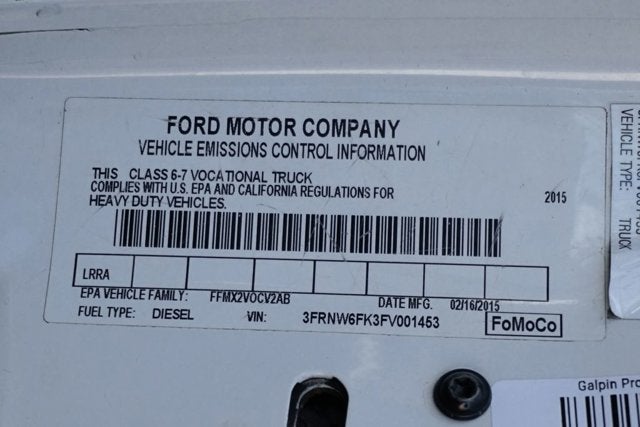 FORD MOTOR COMPANY
VEHICLE EMISSIONS CONTROL INFORMATION
THIS CLASS 6-7 VOCATIONAL TRUCK
COMPLIES WITH U.S. EPA AND CALIFORNIA REGULATIONS FOR 2015
HEAVY DUTY VEHICLES.
LRRA
EPA VEHICLE FAMILY: FFMX2VOCV2AB DATE MFG. 02/16/2015
FUEL TYPE: DIESEL VIN: 3FRNW6FK3FV001453 FoMoCo
VEHICLE TYPE: TRUCK
Galpin Pro